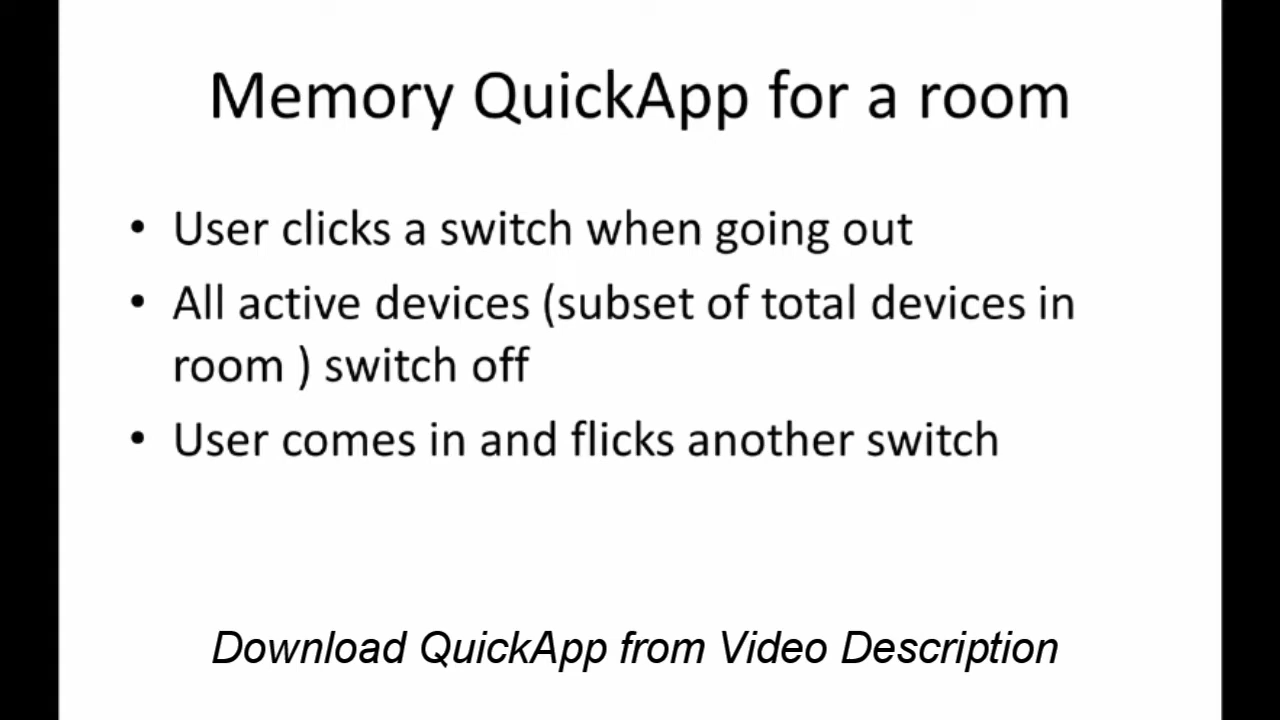 Memory QuickApp for a room
• User clicks a switch when going out
• All active devices (subset of total devices in
room ) switch off
• User comes in and flicks another switch
Download QuickApp from Video Description